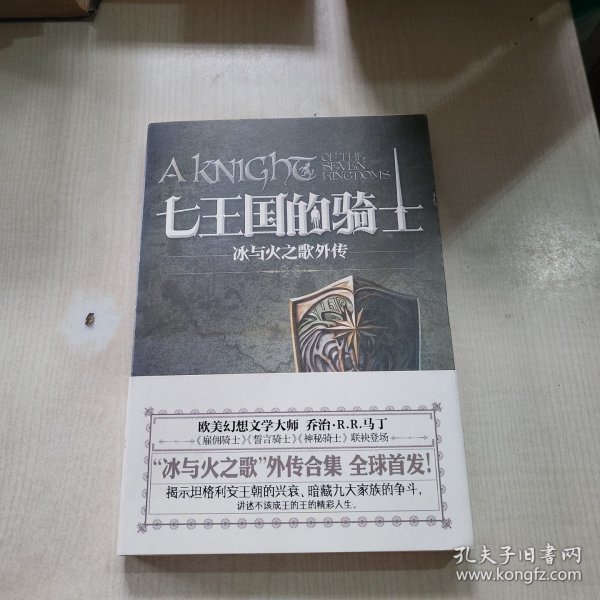 A KNIGHT
OF THE
SEVEN
KINGDOMS
七王国的骑士
冰与火之歌外传
欧美幻想文学大师 乔治·R.R.马丁
《雇佣骑士》《誓言骑士》《神秘骑士》联袂登场
“冰与火之歌”外传合集 全球首发!
揭示坦格利安王朝的兴衰、暗藏九大家族的争斗,
讲述不该成王的王的精彩人生。
孔夫子旧书网
www.kongfz.com